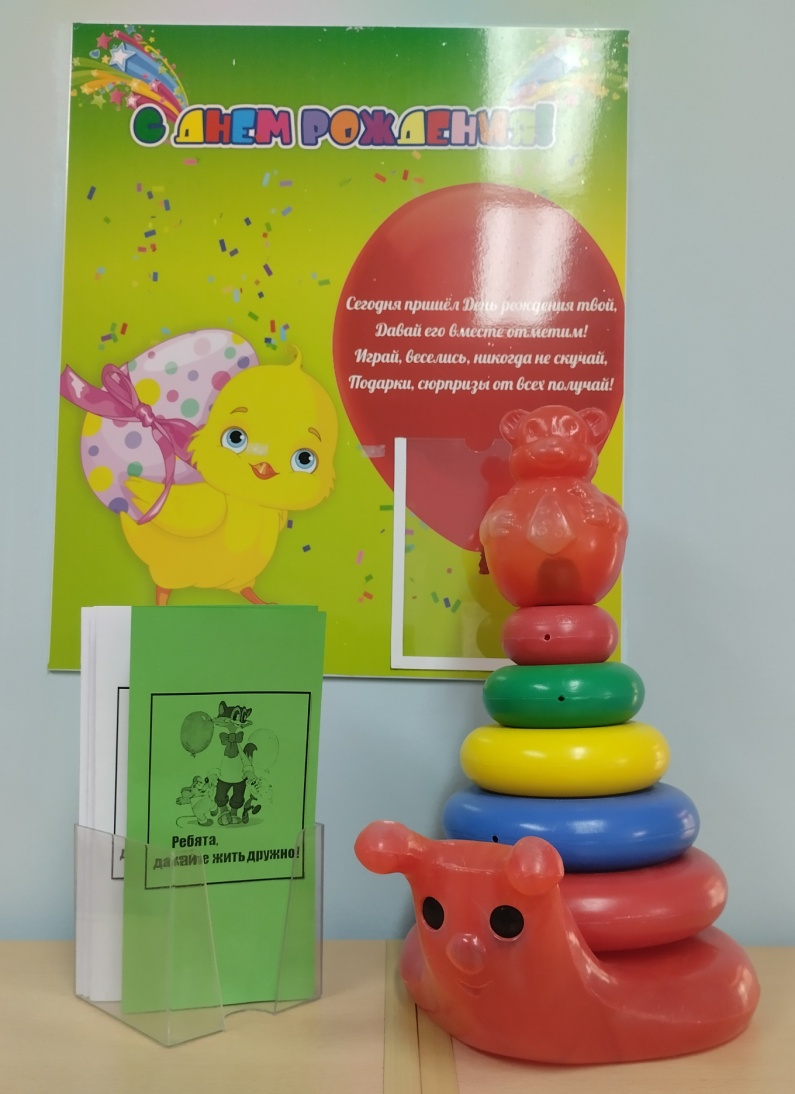 С ДНЕМ РОЖДЕНИЯ!
Сегодня пришёл День рождения твой,
Давай его вместе отметим!
Играй, веселись, никогда не скучай,
Подарки, сюрпризы от всех получай!
Ребята,
давайте жить дружно!